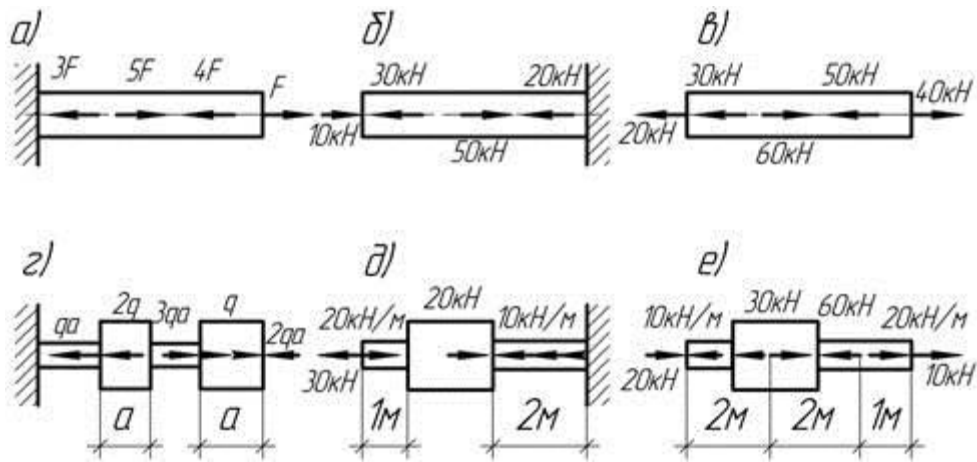 а) б) в)
3F 5F 4F F
30кН 20кН
10кН 50кН
30кН 50кН 40кН
20кН 60кН
г) д) е)
qa 2q 3qa q 2qa
a a
20кН/м 20кН 10кН/м
30кН
1м 2м
10кН/м 30кН 60кН 20кН/м
20кН 10кН
2м 2м 1м